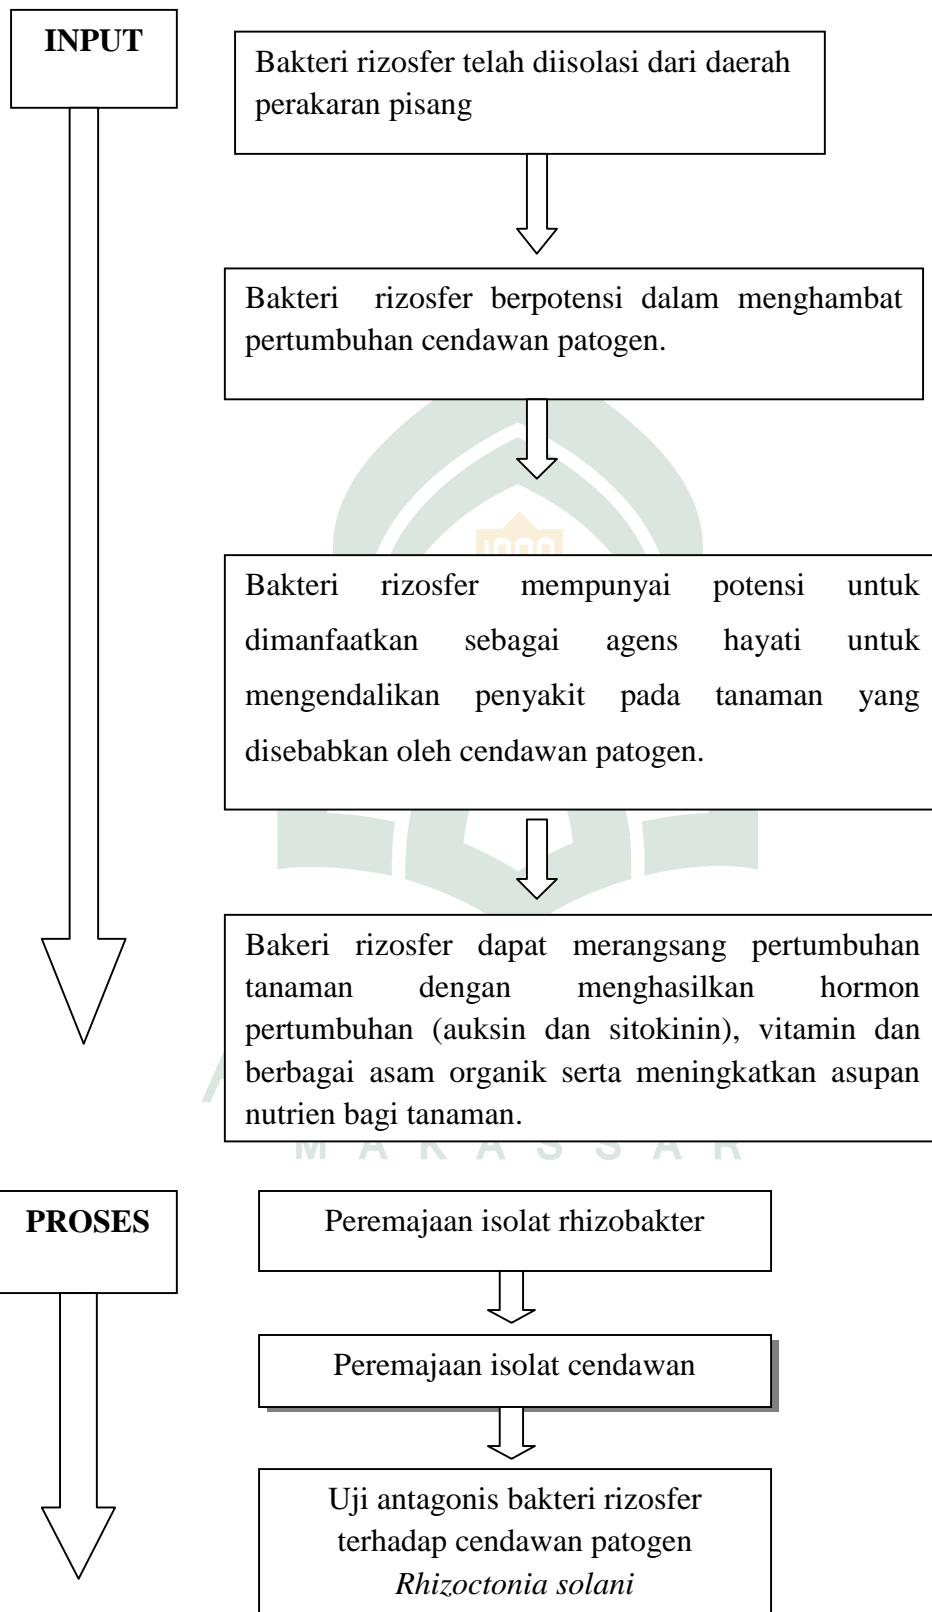 INPUT
Bakteri rizosfer telah diisolasi dari daerah
perakaran pisang
Bakteri rizosfer berpotensi dalam menghambat
pertumbuhan cendawan patogen.
Bakteri rizosfer mempunyai potensi untuk
dimanfaatkan sebagai agens hayati untuk
mengendalikan penyakit pada tanaman yang
disebabkan oleh cendawan patogen.
Bakeri rizosfer dapat merangsang pertumbuhan
tanaman dengan menghasilkan hormon
pertumbuhan (auksin dan sitokinin), vitamin dan
berbagai asam organik serta meningkatkan asupan
nutrien bagi tanaman.
MAKASSAR
PROSES
Peremajaan isolat rhizobakter
Peremajaan isolat cendawan
Uji antagonis bakteri rizosfer
terhadap cendawan patogen
Rhizoctonia solani